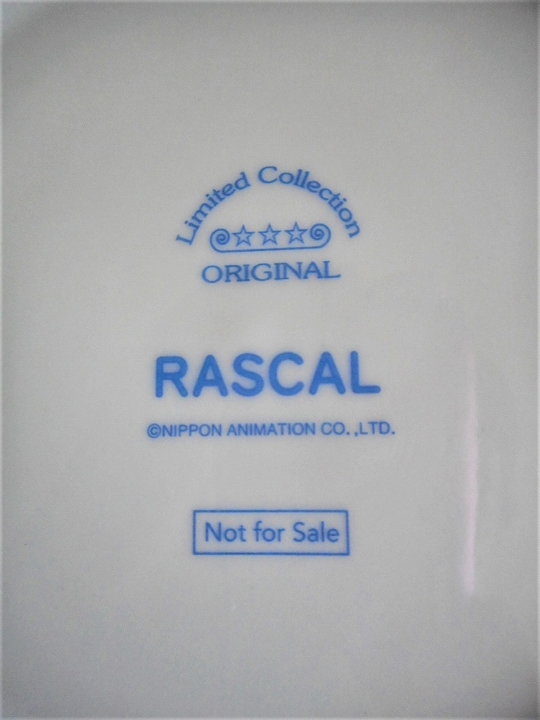 Limited Collection
ORIGINAL
RASCAL
©NIPPON ANIMATION CO.,LTD.
Not for Sale